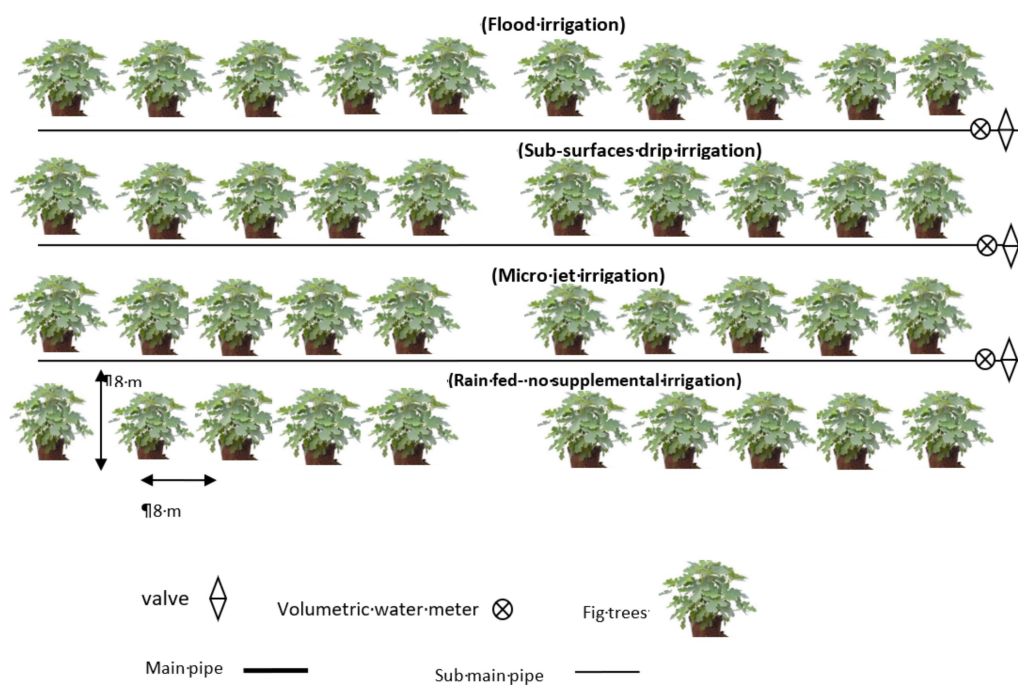 (Flood·irrigation)
(Sub-surfaces·drip·irrigation)
(Micro·jet·irrigation)
¶8·m
(Rain·fed-·no·supplemental·irrigation)
¶8·m
valve
Volumetric·water·meter
Fig·trees·
Main·pipe
Sub·main·pipe